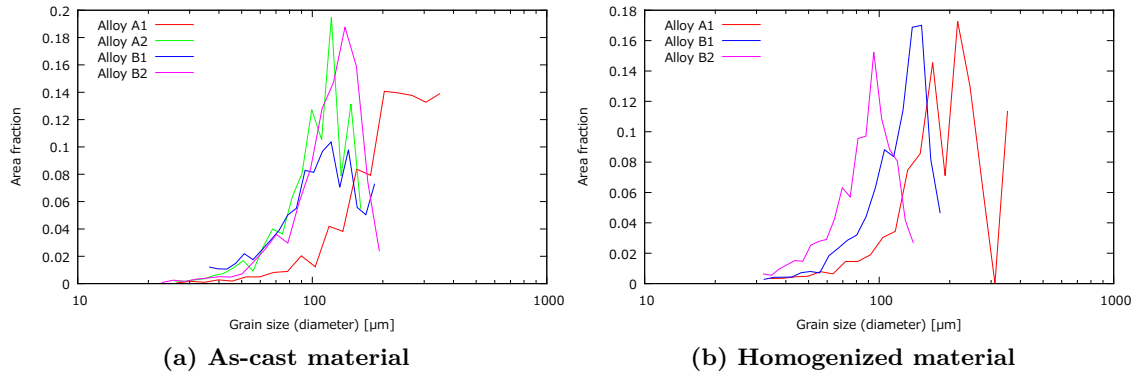 0.2
0.18
0.16
0.14
0.12
0.1
0.08
0.06
0.04
0.02
0
10
100
1000
Area fraction
Grain size (diameter) [µm]
Alloy A1
Alloy A2
Alloy B1
Alloy B2
(a) As-cast material
0.18
0.16
0.14
0.12
0.1
0.08
0.06
0.04
0.02
0
10
100
1000
Area fraction
Grain size (diameter) [µm]
Alloy A1
Alloy B1
Alloy B2
(b) Homogenized material